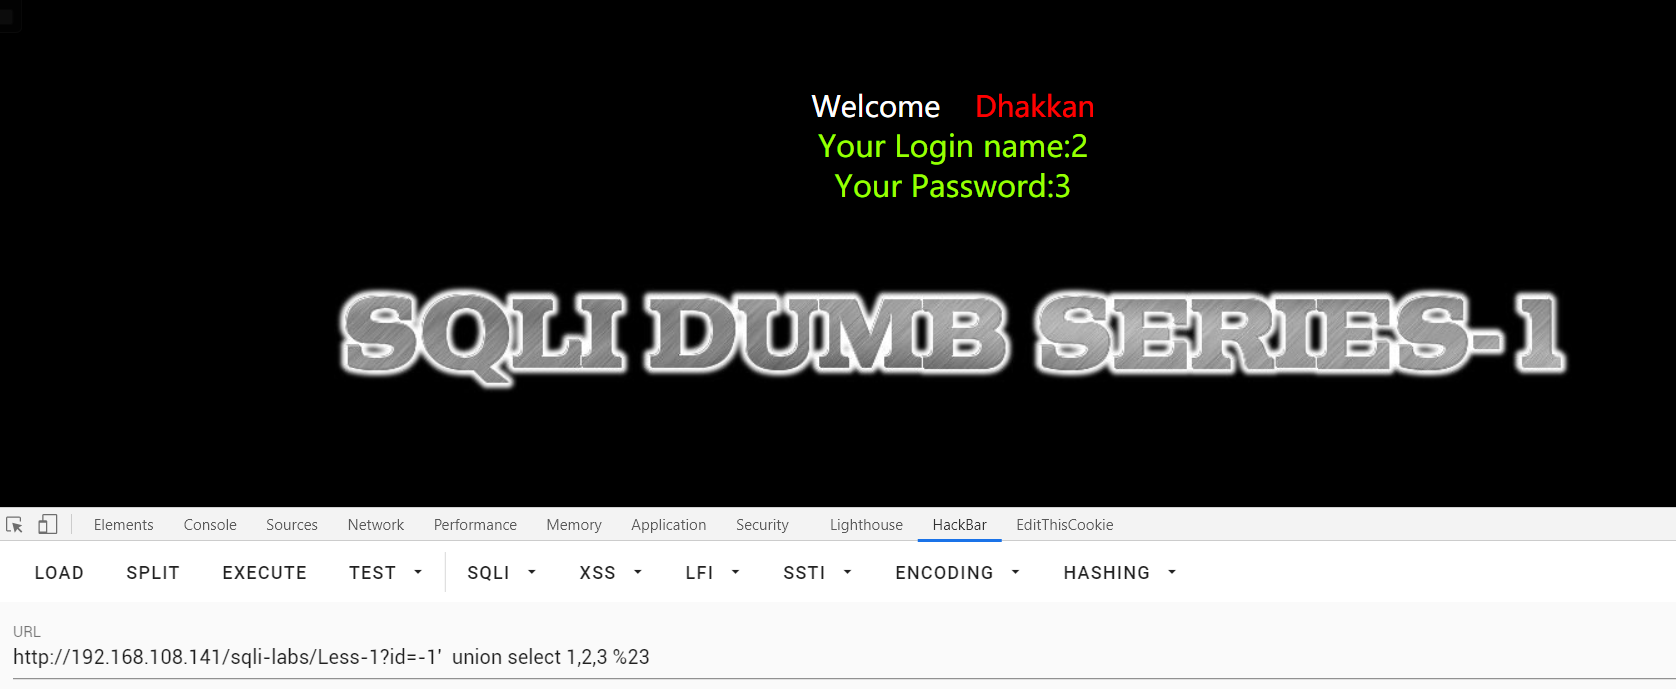 Welcome Dhakkan
Your Login name:2
Your Password:3
SQLI DUMB SERIES-1
Elements Console Sources Network Performance Memory Application Security Lighthouse HackBar EditThisCookie
LOAD SPLIT EXECUTE TEST SQLI XSS LFI SSTI ENCODING HASHING
URL
http://192.168.108.141/sqli-labs/Less-1?id=-1'  union select 1,2,3 %23